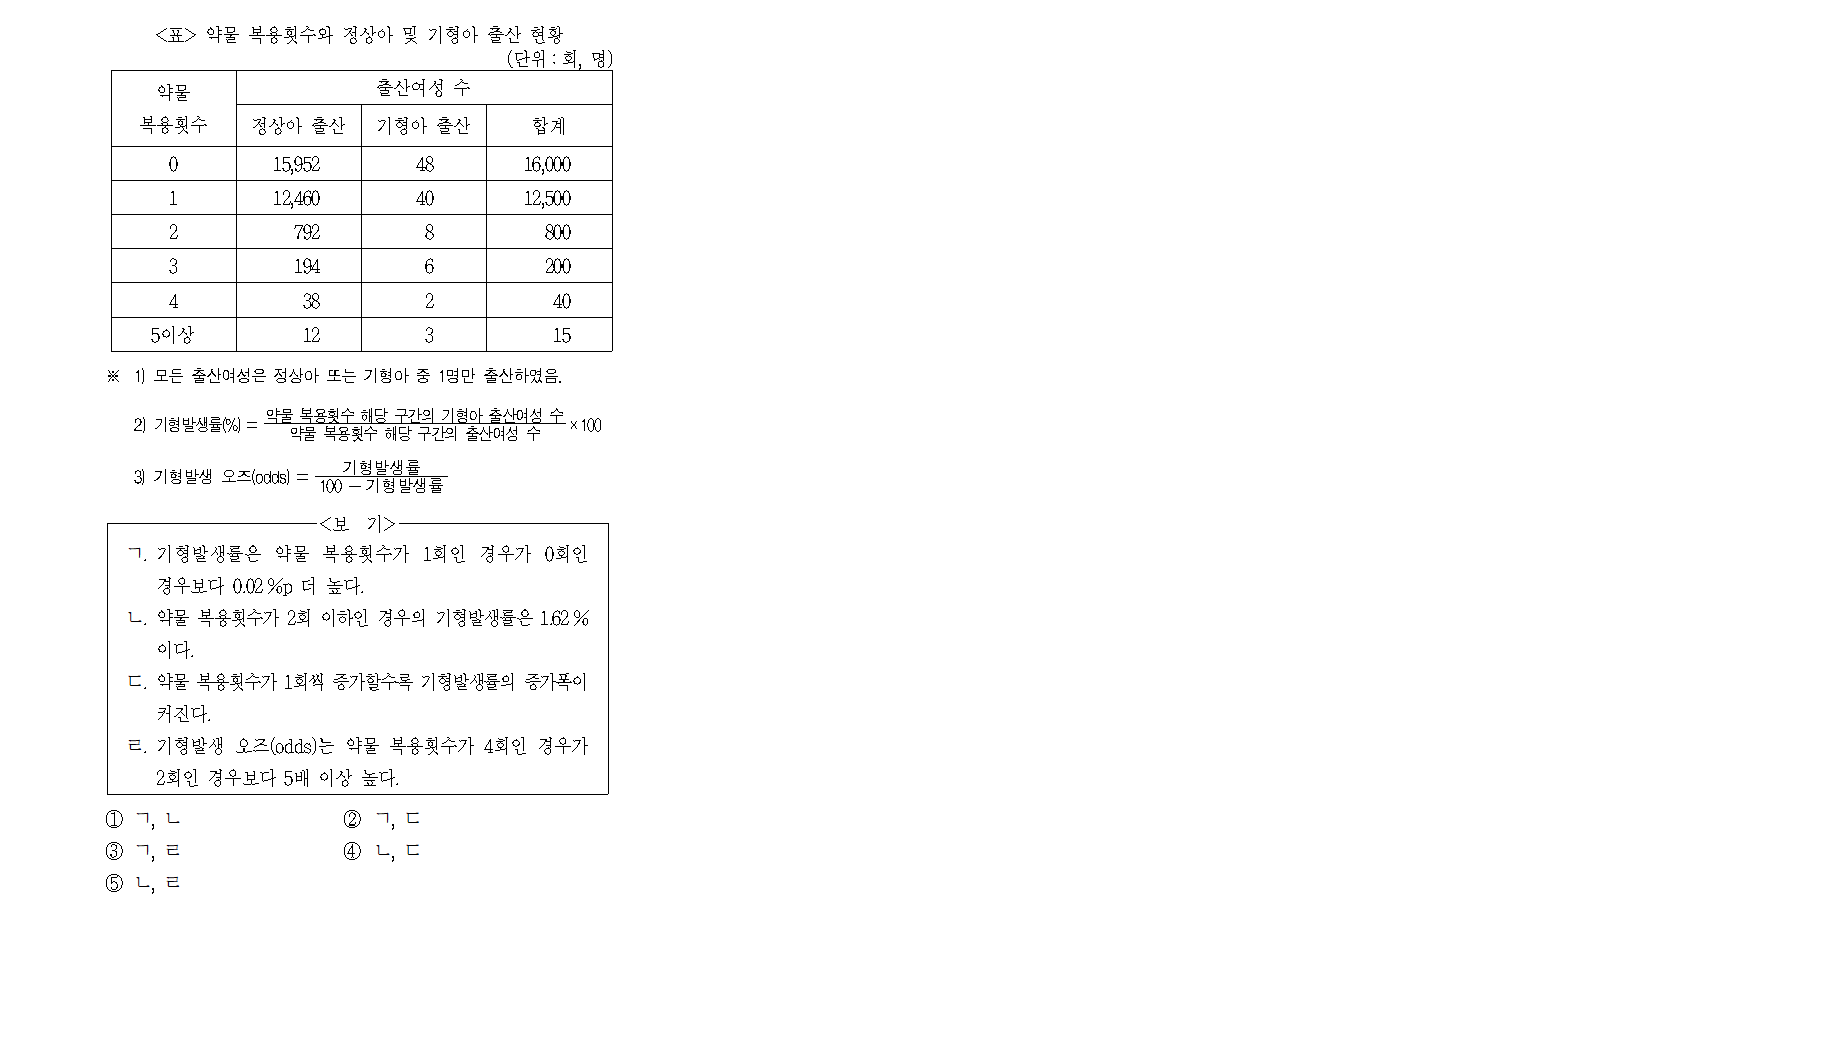 <표> 약물 복용횟수와 정상아 및 기형아 출산 현황
(단위 : 회, 명)
약물 복용횟수 출산여성 수
정상아 출산 기형아 출산 합계
0 15,952 48 16,000
1 12,460 40 12,500
2 792 8 800
3 194 6 200
4 38 2 40
5이상 12 3 15
※ 1) 모든 출산여성은 정상아 또는 기형아 중 1명만 출산하였음.
2) 기형발생률(%) = 약물 복용횟수 해당 구간의 기형아 출산여성 수 / 약물 복용횟수 해당 구간의 출산여성 수 × 100
3) 기형발생 오즈(odds) = 기형발생률 / 100 - 기형발생률
<보 기>
ㄱ. 기형발생률은 약물 복용횟수가 1회인 경우가 0회인
경우보다 0.02%p 더 높다.
ㄴ. 약물 복용횟수가 2회 이하인 경우의 기형발생률은 1.62%
이다.
ㄷ. 약물 복용횟수가 1회씩 증가할수록 기형발생률의 증가폭이
커진다.
ㄹ. 기형발생 오즈(odds)는 약물 복용횟수가 4회인 경우가
2회인 경우보다 5배 이상 높다.
① ㄱ, ㄴ ② ㄱ, ㄷ
③ ㄱ, ㄹ ④ ㄴ, ㄷ
⑤ ㄴ, ㄹ